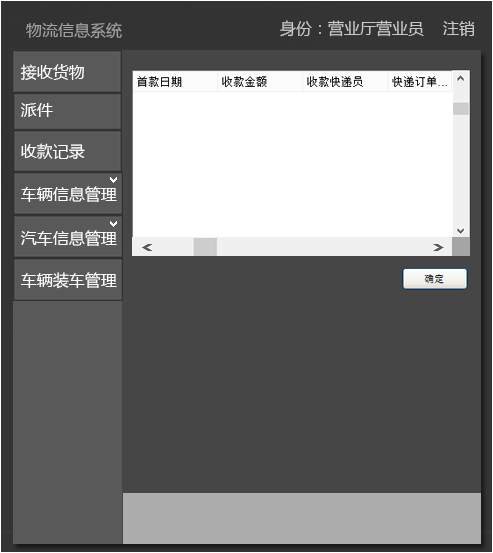 物流信息系统
身份：营业厅营业员 注销
接收货物
派件
收款记录
车辆信息管理
汽车信息管理
车辆装车管理
首款日期 收款金额 收款快递员 快递订单...
确定